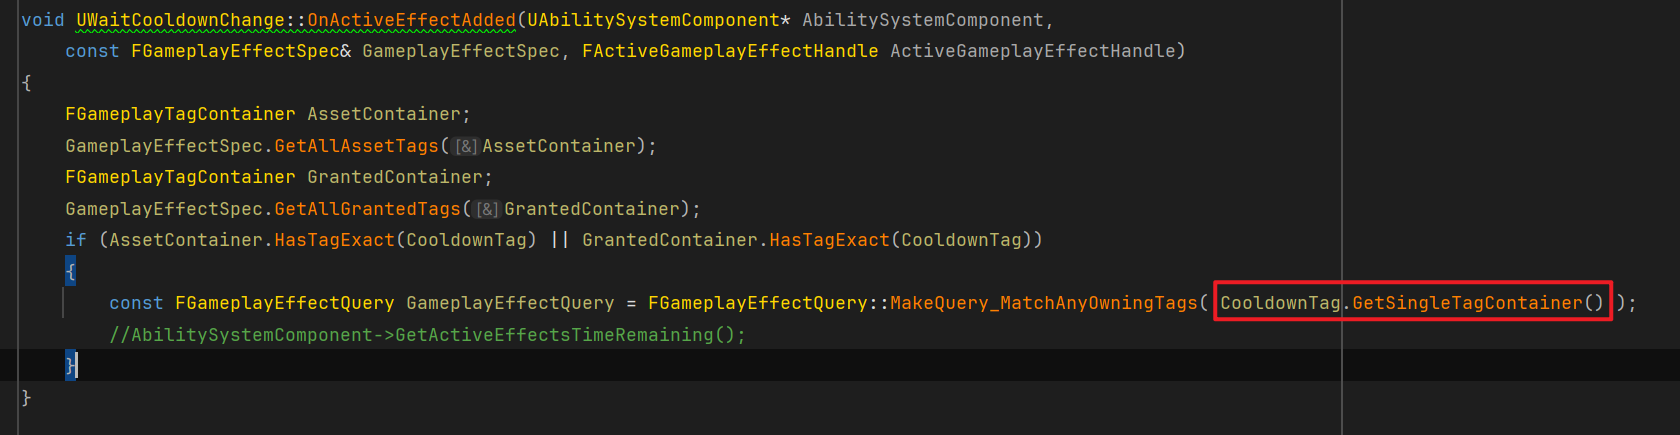 void UWaitCooldownChange::OnActiveEffectAdded(UAbilitySystemComponent* AbilitySystemComponent,
const FGameplayEffectSpec& GameplayEffectSpec, FActiveGameplayEffectHandle ActiveGameplayEffectHandle)
{
FGameplayTagContainer AssetContainer;
GameplayEffectSpec.GetAllAssetTags([&]AssetContainer);
FGameplayTagContainer GrantedContainer;
GameplayEffectSpec.GetAllGrantedTags([&]GrantedContainer);
if (AssetContainer.HasTagExact(CooldownTag) || GrantedContainer.HasTagExact(CooldownTag))
{
const FGameplayEffectQuery GameplayEffectQuery = FGameplayEffectQuery::MakeQuery_MatchAnyOwningTags( CooldownTag.GetSingleTagContainer() );
//AbilitySystemComponent->GetActiveEffectsTimeRemaining();
}
}